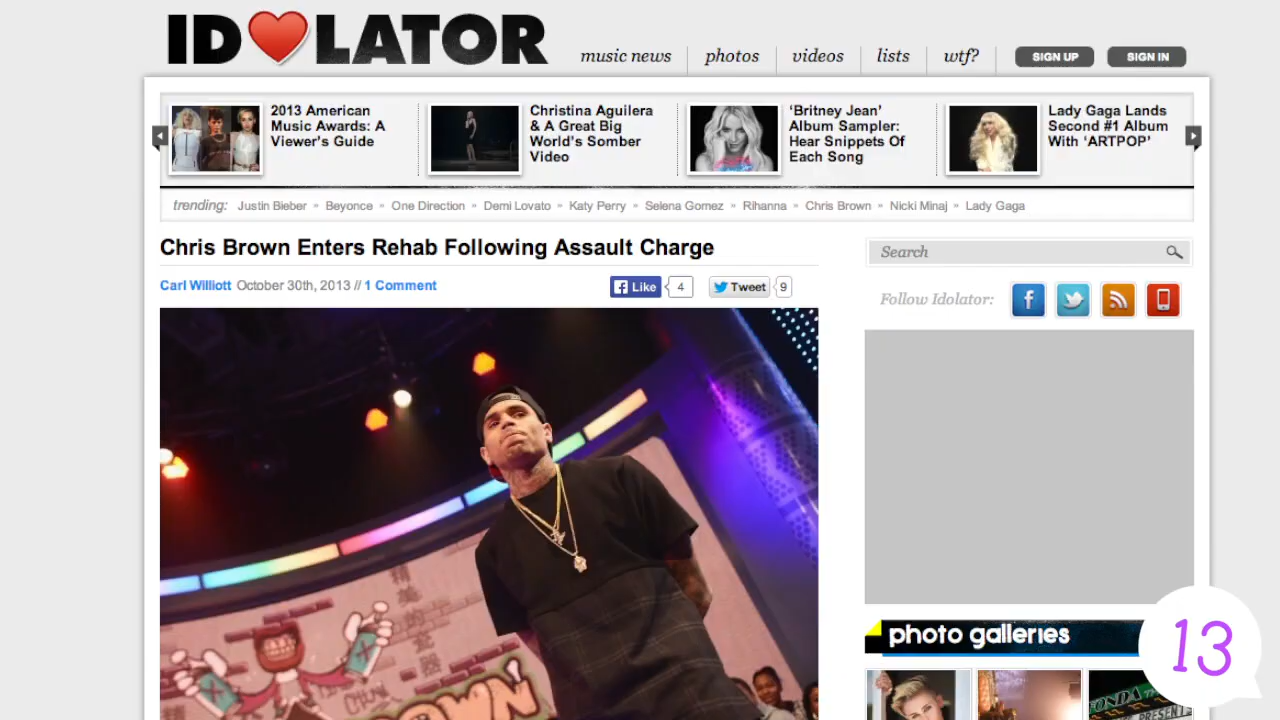 ID LATOR
music news photos videos lists wtf? SIGN UP SIGN IN
2013 American
Music Awards: A
Viewer's Guide
Christina Aguilera
& A Great Big
World's Somber
Video
‘Britney Jean’
Album Sampler:
Hear Snippets Of
Each Song
Lady Gaga Lands
Second #1 Album
With ‘ARTPOP’
trending: Justin Bieber » Beyonce » One Direction » Demi Lovato » Katy Perry » Selena Gomez » Rihanna » Chris Brown » Nicki Minaj » Lady Gaga
Chris Brown Enters Rehab Following Assault Charge
Search
Carl Williott October 30th, 2013 // 1 Comment
Like 4 Tweet 9
Follow Idolator:
photo galleries
13